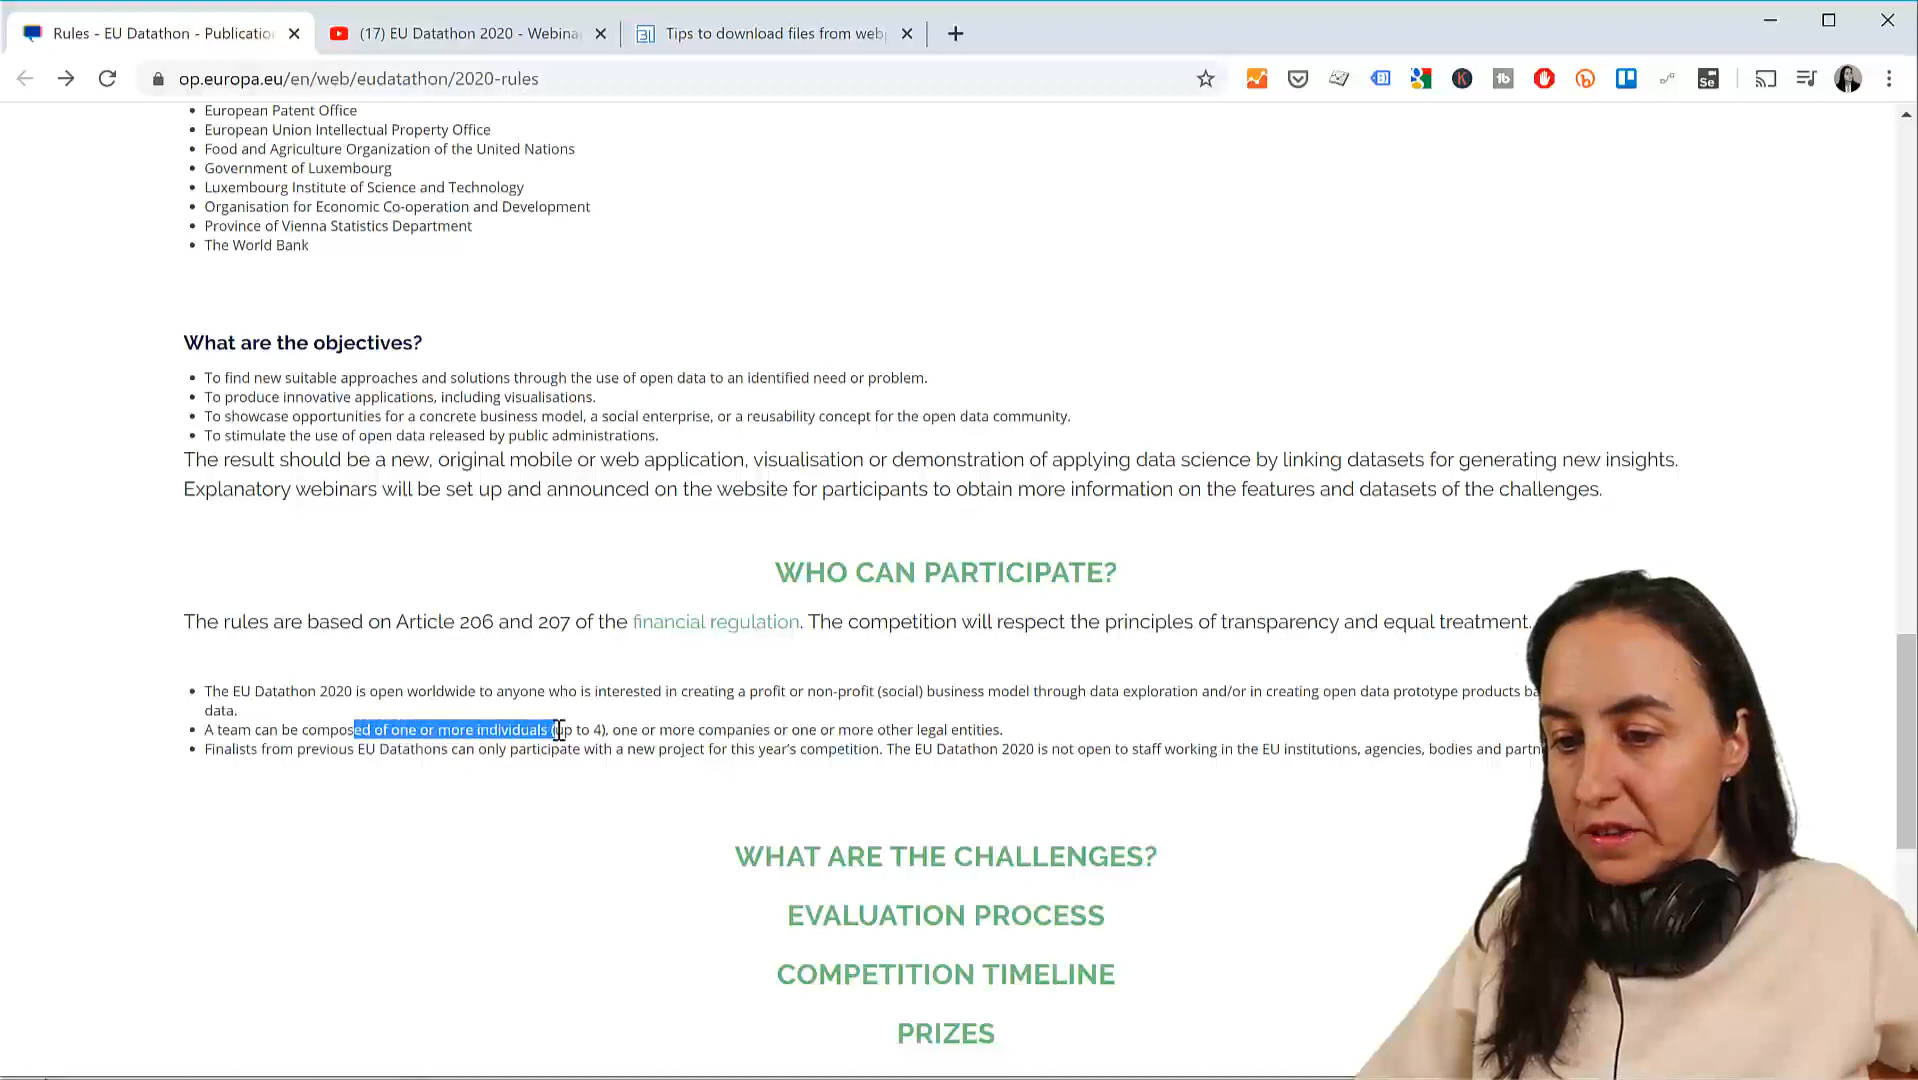 Rules - EU Datathon - Publicatio
(17) EU Datathon 2020 - Webina
Tips to download files from web
op.europa.eu/en/web/eudatathon/2020-rules
European Patent Office
European Union Intellectual Property Office
Food and Agriculture Organization of the United Nations
Government of Luxembourg
Luxembourg Institute of Science and Technology
Organisation for Economic Co-operation and Development
Province of Vienna Statistics Department
The World Bank
What are the objectives?
To find new suitable approaches and solutions through the use of open data to an identified need or problem.
To produce innovative applications, including visualisations.
To showcase opportunities for a concrete business model, a social enterprise, or a reusability concept for the open data community.
To stimulate the use of open data released by public administrations.
The result should be a new, original mobile or web application, visualisation or demonstration of applying data science by linking datasets for generating new insights.
Explanatory webinars will be set up and announced on the website for participants to obtain more information on the features and datasets of the challenges.
WHO CAN PARTICIPATE?
The rules are based on Article 206 and 207 of the financial regulation. The competition will respect the principles of transparency and equal treatment.
The EU Datathon 2020 is open worldwide to anyone who is interested in creating a profit or non-profit (social) business model through data exploration and/or in creating open data prototype products ba
data.
A team can be composed of one or more individuals (up to 4), one or more companies or one or more other legal entities.
Finalists from previous EU Datathons can only participate with a new project for this year's competition. The EU Datathon 2020 is not open to staff working in the EU institutions, agencies, bodies and partn
WHAT ARE THE CHALLENGES?
EVALUATION PROCESS
COMPETITION TIMELINE
PRIZES